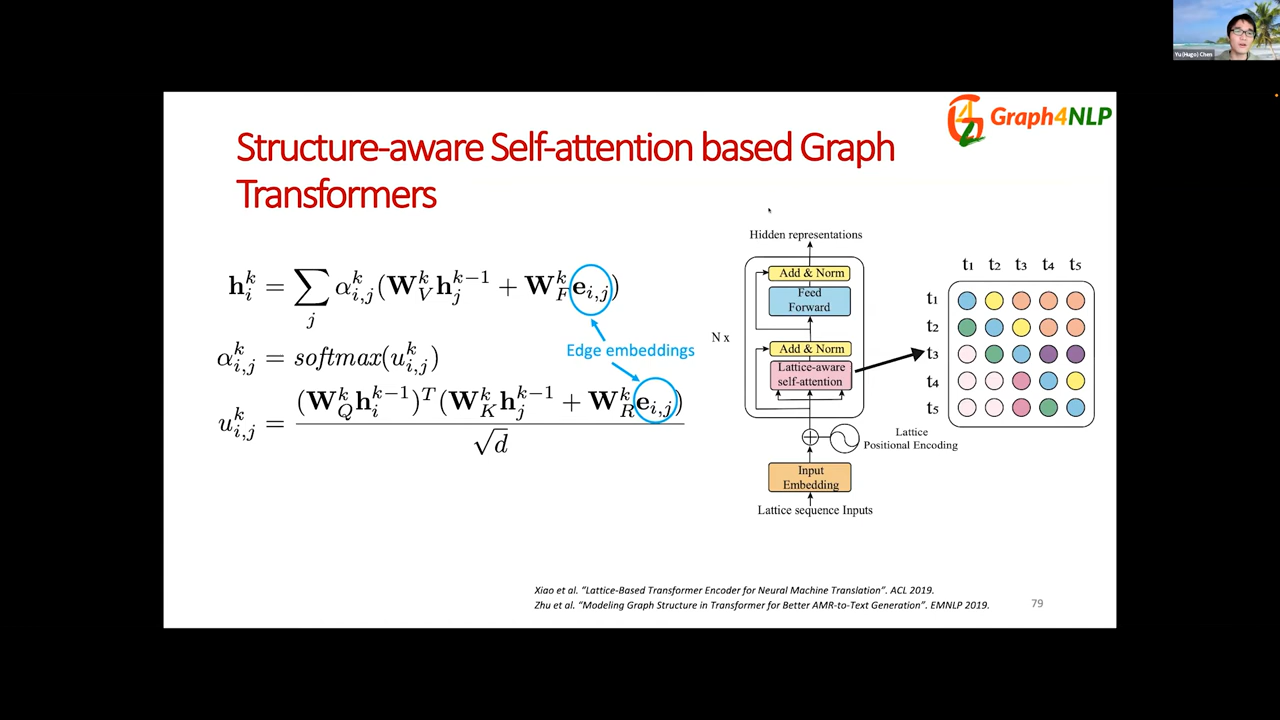 Yu (Hugo) Chen
Graph4NLP
Structure-aware Self-attention based Graph
Transformers
h_i^k = ∑_j α_{i,j}^k (W_V^k h_j^{k-1} + W_F^k e_{i,j})
Edge embeddings
α_{i,j}^k = softmax(u_{i,j}^k)
u_{i,j}^k = (W_Q^k h_i^{k-1})^T (W_K^k h_j^{k-1} + W_R^k e_{i,j}) / √d
Hidden representations
Add & Norm
Feed
Forward
N x
Add & Norm
Lattice-aware
self-attention
Lattice
Positional Encoding
Input
Embedding
Lattice sequence Inputs
t₁ t₂ t₃ t₄ t₅
t₁
t₂
t₃
t₄
t₅
Xiao et al. "Lattice-Based Transformer Encoder for Neural Machine Translation". ACL 2019.
Zhu et al. "Modeling Graph Structure in Transformer for Better AMR-to-Text Generation". EMNLP 2019.
79